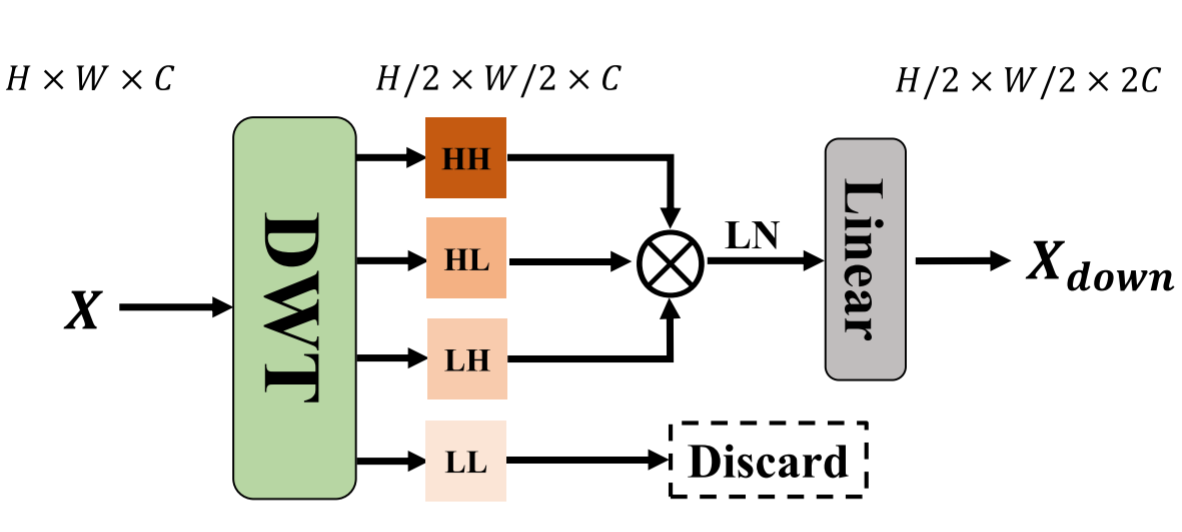 H × W × C
H/2 × W/2 × C
H/2 × W/2 × 2C
X
DWT
HH
HL
LH
LL
LN
Linear
X_down
Discard